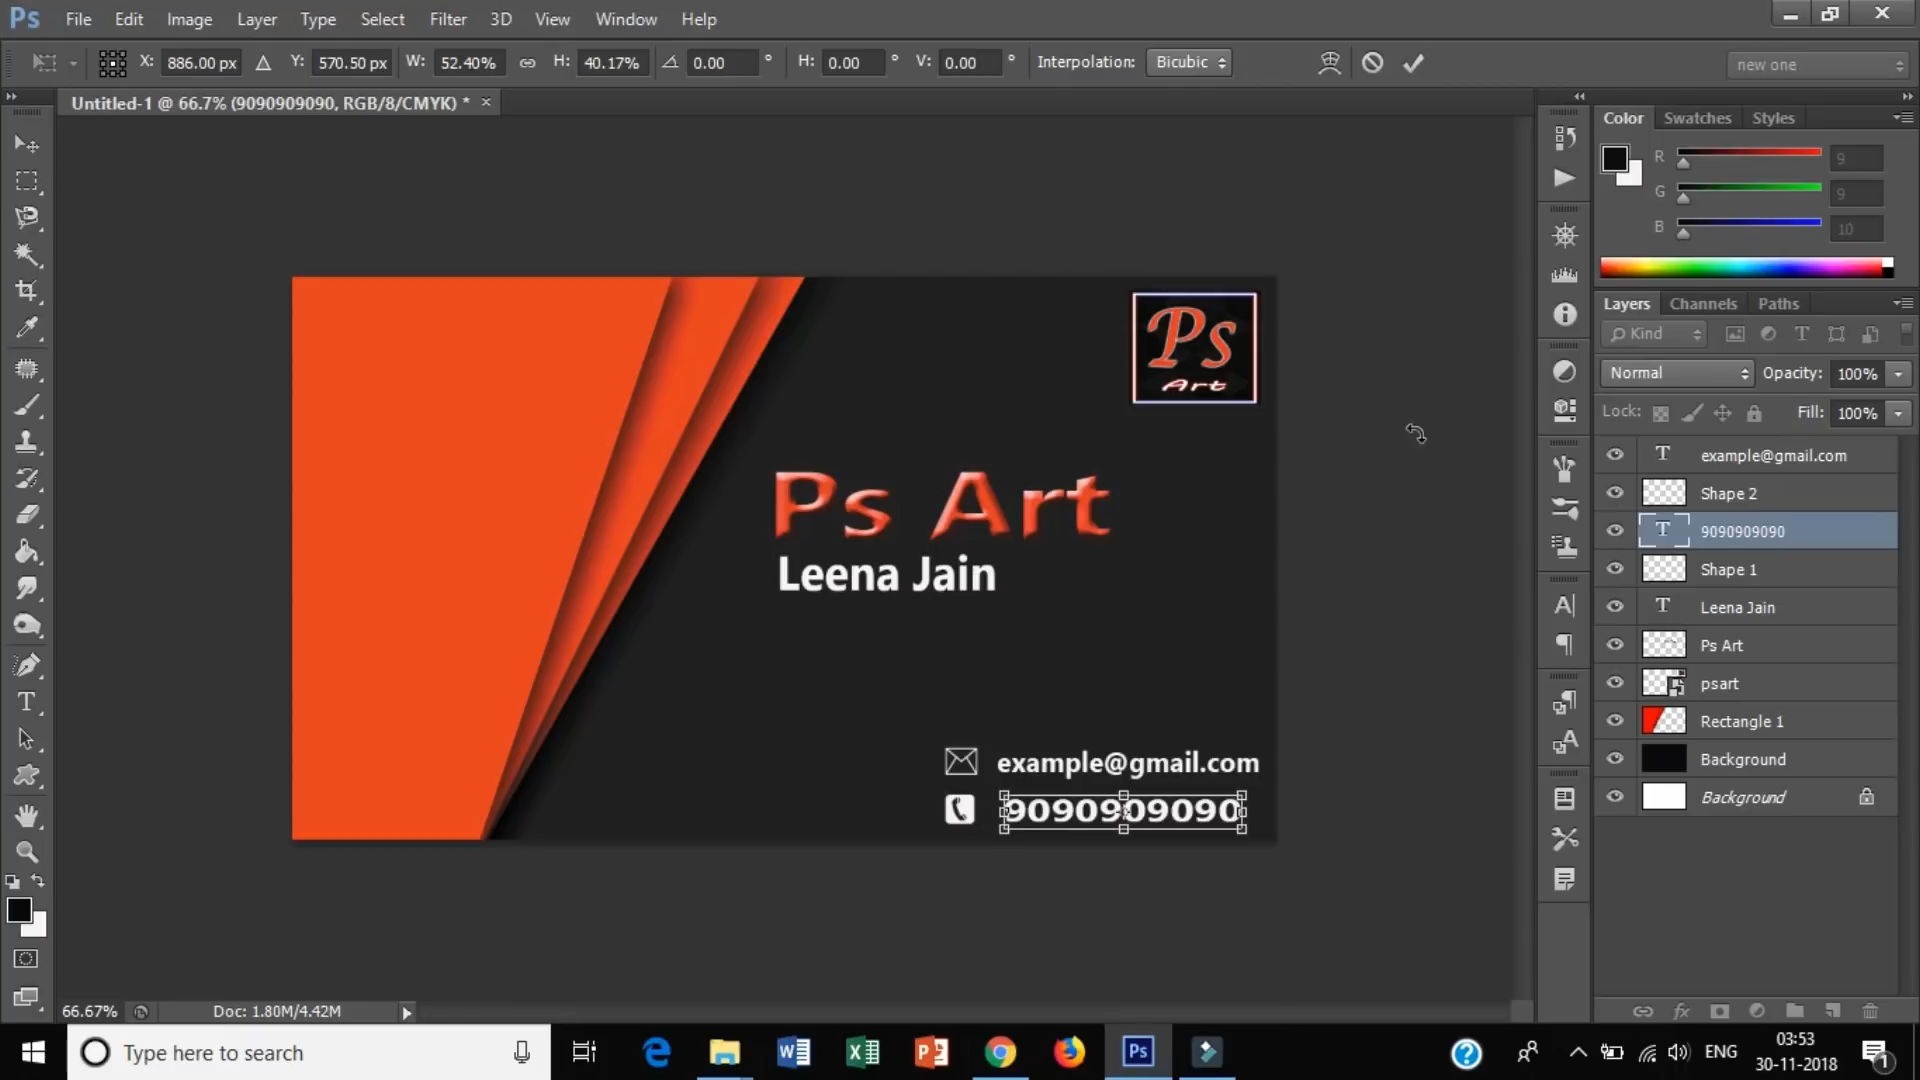 Ps File Edit Image Layer Type Select Filter 3D View Window Help
X: 886.00 px Y: 570.50 px W: 52.40% H: 40.17% 0.00 ° H: 0.00 ° V: 0.00 ° Interpolation: Bicubic new one
Untitled-1 @ 66.7% (9090909090, RGB/8/CMYK) * ×
Color Swatches Styles
R 9
G 9
B 10
Layers Channels Paths
Kind
Normal Opacity: 100%
Lock: Fill: 100%
example@gmail.com
Shape 2
9090909090
Shape 1
Leena Jain
Ps Art
psart
Rectangle 1
Background
Background
Ps
Art
Ps Art
Leena Jain
example@gmail.com
9090909090
66.67% Doc: 1.80M/4.42M
Type here to search
ENG
03:53
30-11-2018
1